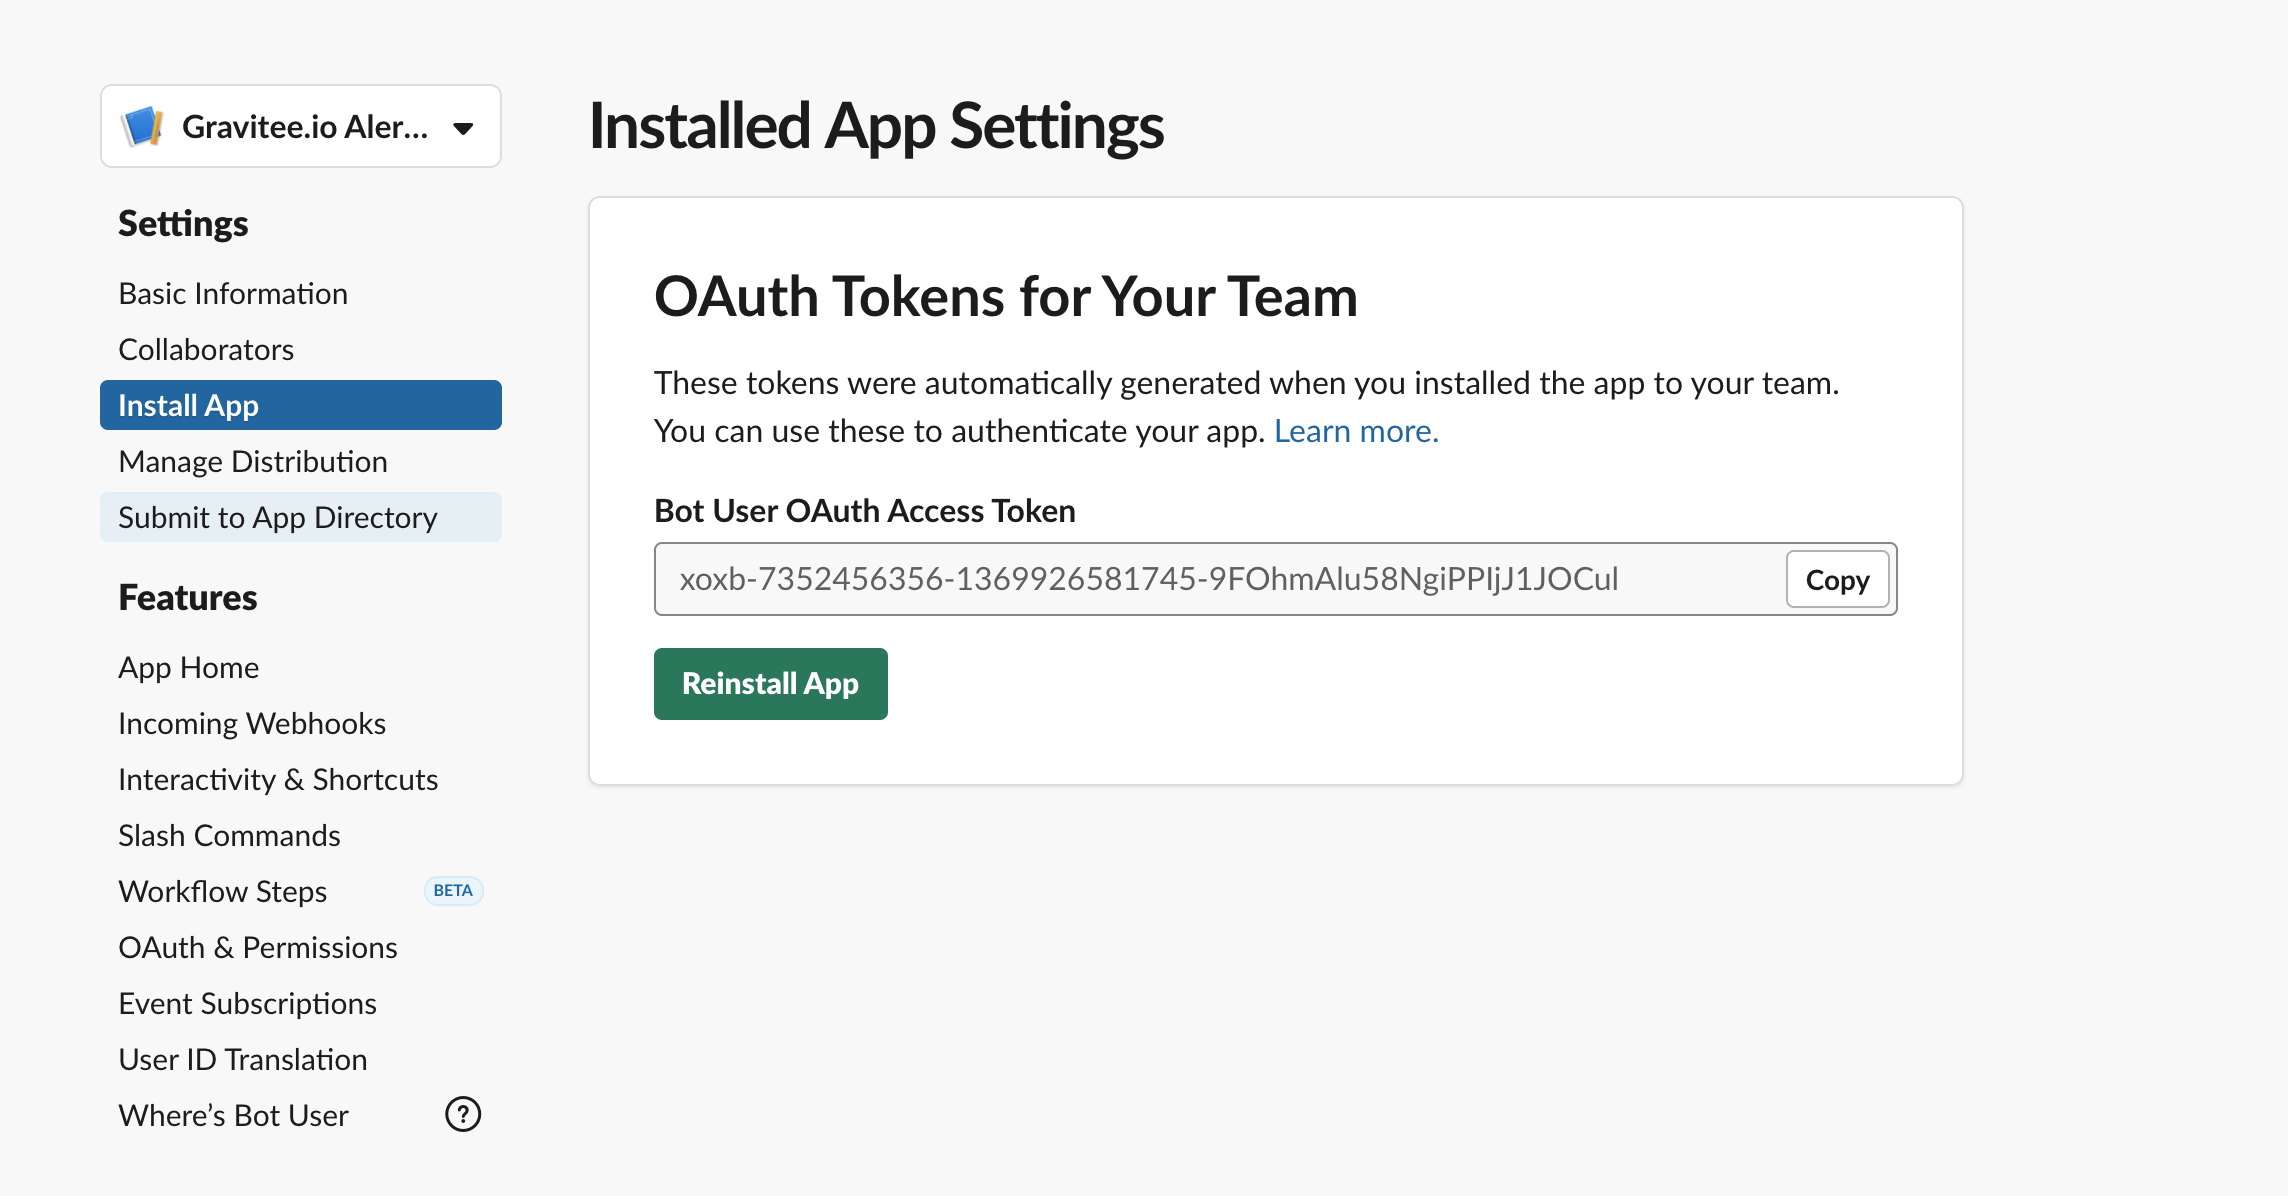 Gravitee.io Aler...
Settings
Basic Information
Collaborators
Install App
Manage Distribution
Submit to App Directory
Features
App Home
Incoming Webhooks
Interactivity & Shortcuts
Slash Commands
Workflow Steps BETA
OAuth & Permissions
Event Subscriptions
User ID Translation
Where’s Bot User ?
Installed App Settings
OAuth Tokens for Your Team
These tokens were automatically generated when you installed the app to your team.
You can use these to authenticate your app. Learn more.
Bot User OAuth Access Token
xoxb-7352456356-1369926581745-9FOhmAlu58NgiPPIjJ1JOCul Copy
Reinstall App